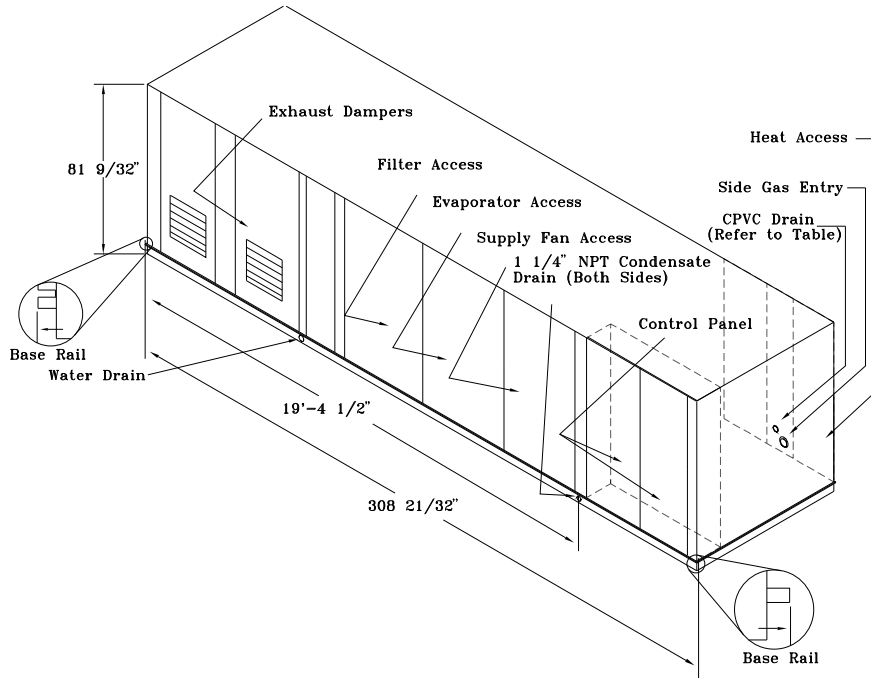 Exhaust Dampers
Heat Access
81 9/32"
Filter Access
Side Gas Entry
Evaporator Access
CPVC Drain
(Refer to Table)
Supply Fan Access
1 1/4" NPT Condensate
Drain (Both Sides)
Control Panel
Base Rail
Water Drain
19'-4 1/2"
308 21/32"
Base Rail